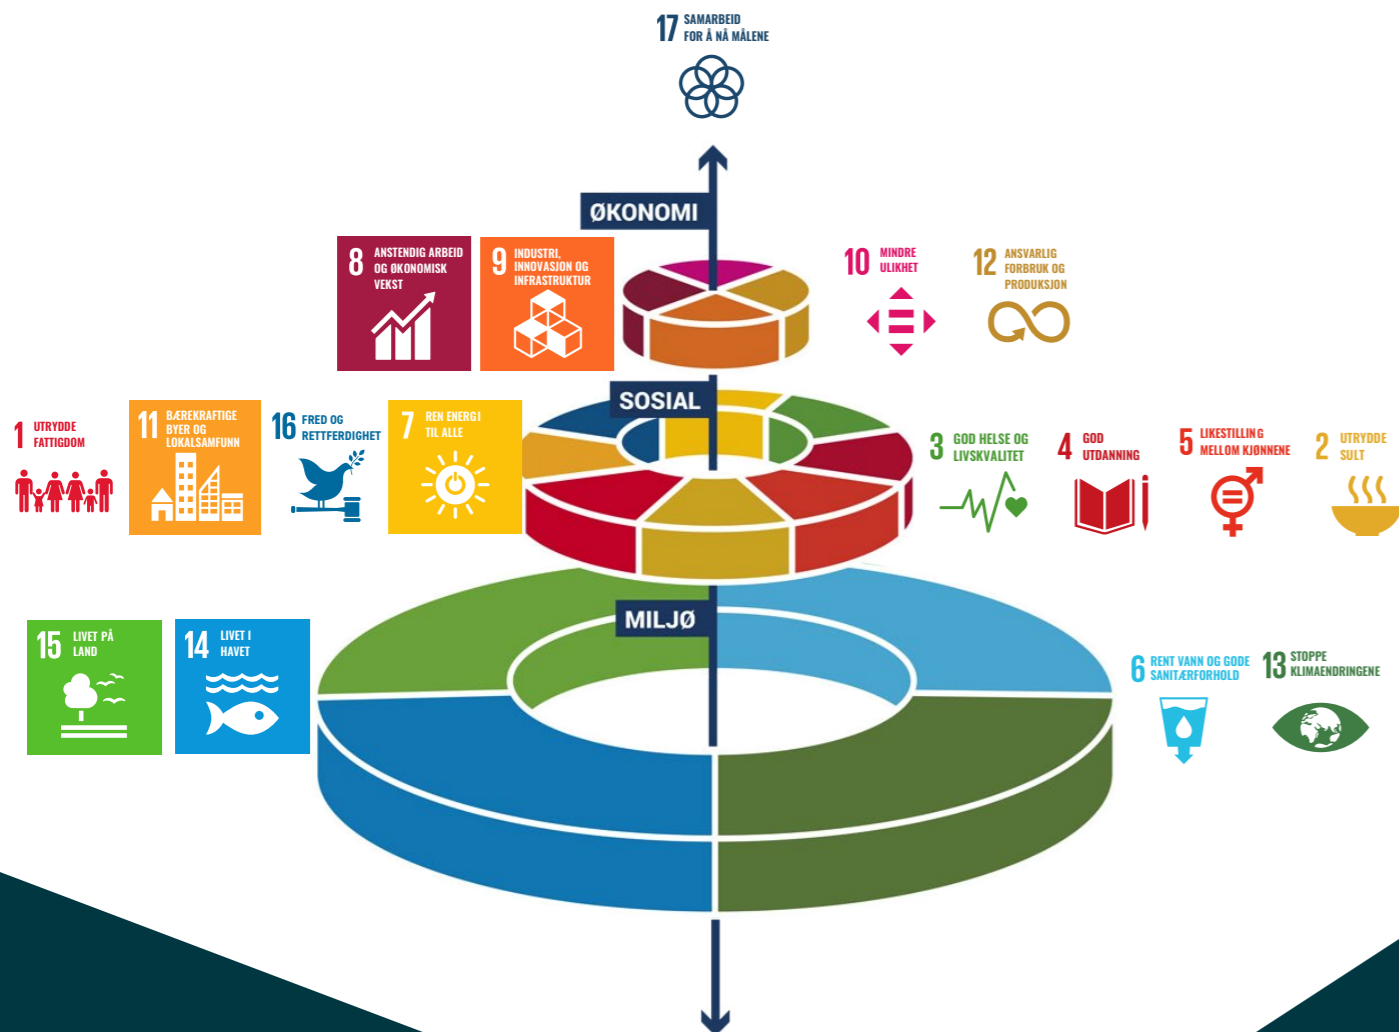 17 SAMARBEID
FOR Å NÅ MÅLENE
ØKONOMI
8 ANSTENDIG ARBEID
OG ØKONOMISK
VEKST
9 INDUSTRI,
INNOVASJON OG
INFRASTRUKTUR
10 MINDRE
ULIKHET
12 ANSVARLIG
FORBRUK OG
PRODUKSJON
SOSIAL
1 UTRYDDE
FATTIGDOM
11 BÆREKRAFTIGE
BYER OG
LOKALSAMFUNN
16 FRED OG
RETTFERDIGHET
7 REN ENERGI
TIL ALLE
3 GOD HELSE OG
LIVSKVALITET
4 GOD
UTDANNING
5 LIKESTILLING
MELLOM KJØNNENE
2 UTRYDDE
SULT
MILJØ
15 LIVET PÅ
LAND
14 LIVET I
HAVET
6 RENT VANN OG GODE
SANITÆRFORHOLD
13 STOPPE
KLIMAENDRINGENE